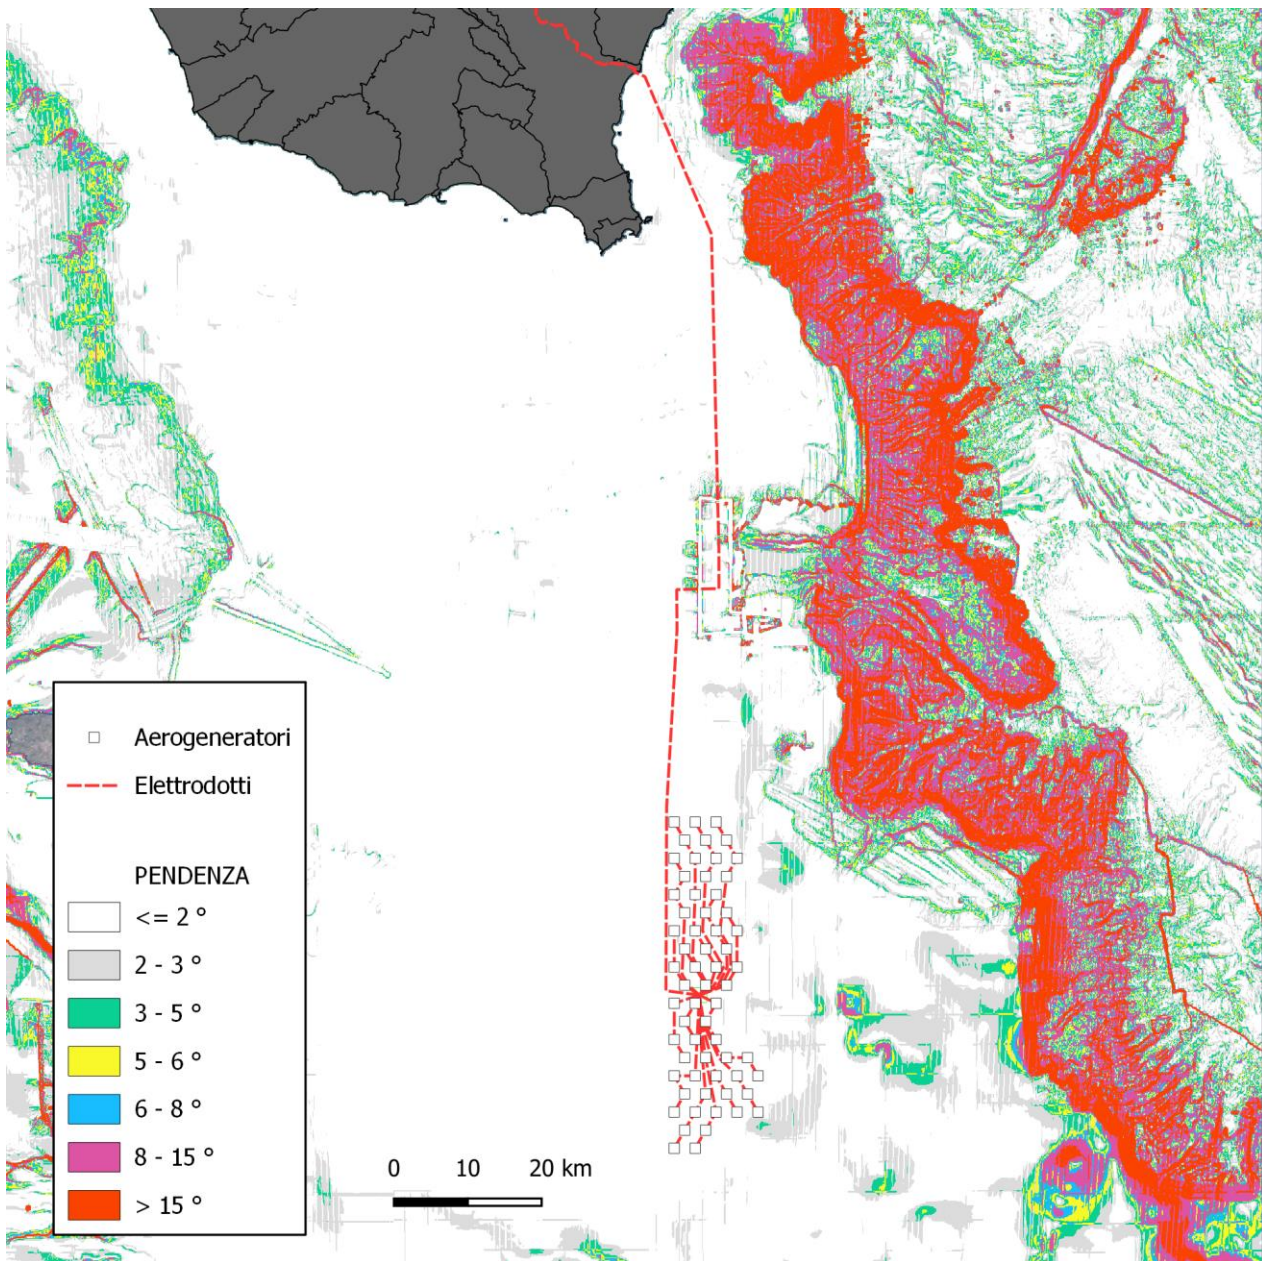 Aerogeneratori
Elettrodotti
PENDENZA
<= 2 °
2 - 3 °
3 - 5 °
5 - 6 °
6 - 8 °
8 - 15 °
> 15 °
0 10 20 km